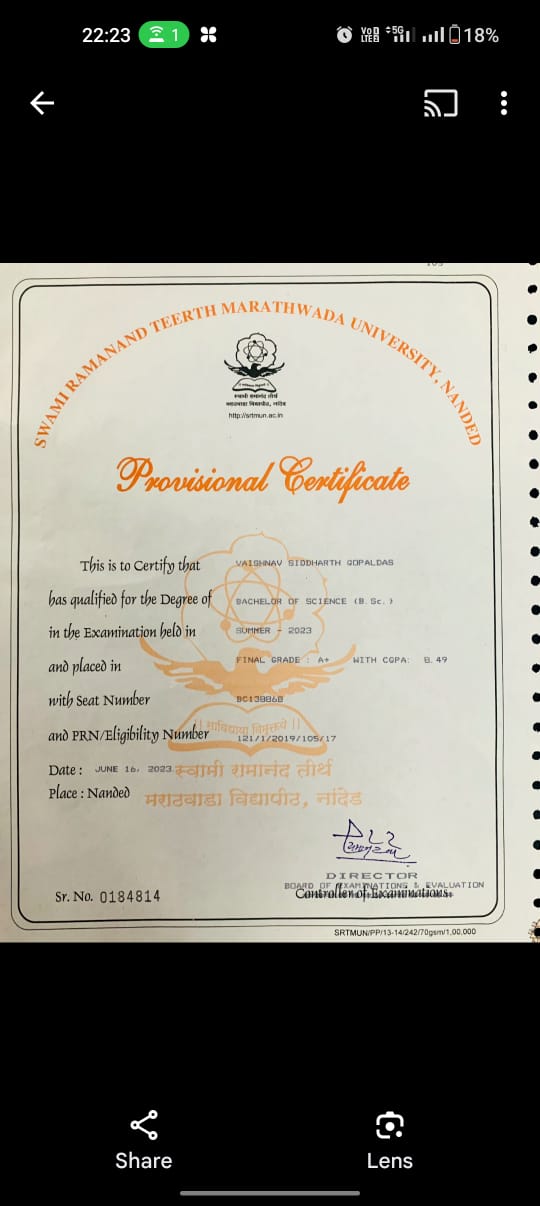 22:23 1 VoD LTE2 5G 18%
SWAMI RAMANAND TEERTH MARATHWADA UNIVERSITY, NANDED
स्वामी रामानंद तीर्थ
मराठवाडा विद्यापीठ, नांदेड
http://srtmun.ac.in
Provisional Certificate
This is to Certify that VAISHNAV SIDDHARTH GOPALDAS
has qualified for the Degree of BACHELOR OF SCIENCE (B.Sc.)
in the Examination held in SUMMER - 2023
and placed in FINAL GRADE : A+ WITH CGPA: 8.49
with Seat Number BC13886B
|| सा विद्या या विमुक्तये ||
and PRN/Eligibility Number 121/1/2019/105/17
Date : JUNE 16, 2023 स्वामी रामानंद तीर्थ
Place : Nanded मराठवाडा विद्यापीठ, नांदेड
DIRECTOR
BOARD OF EXAMINATIONS & EVALUATION
Controller of Examinations
Sr. No. 0184814
SRTMUN/PP/13-14/242/70gsm/1,00,000
Share Lens